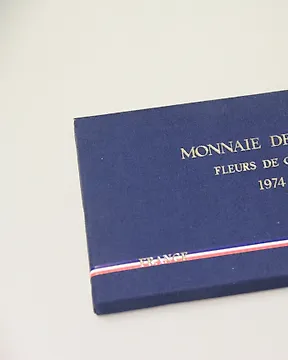 MONNAIE DE
FLEURS DE
1974
FRANCE